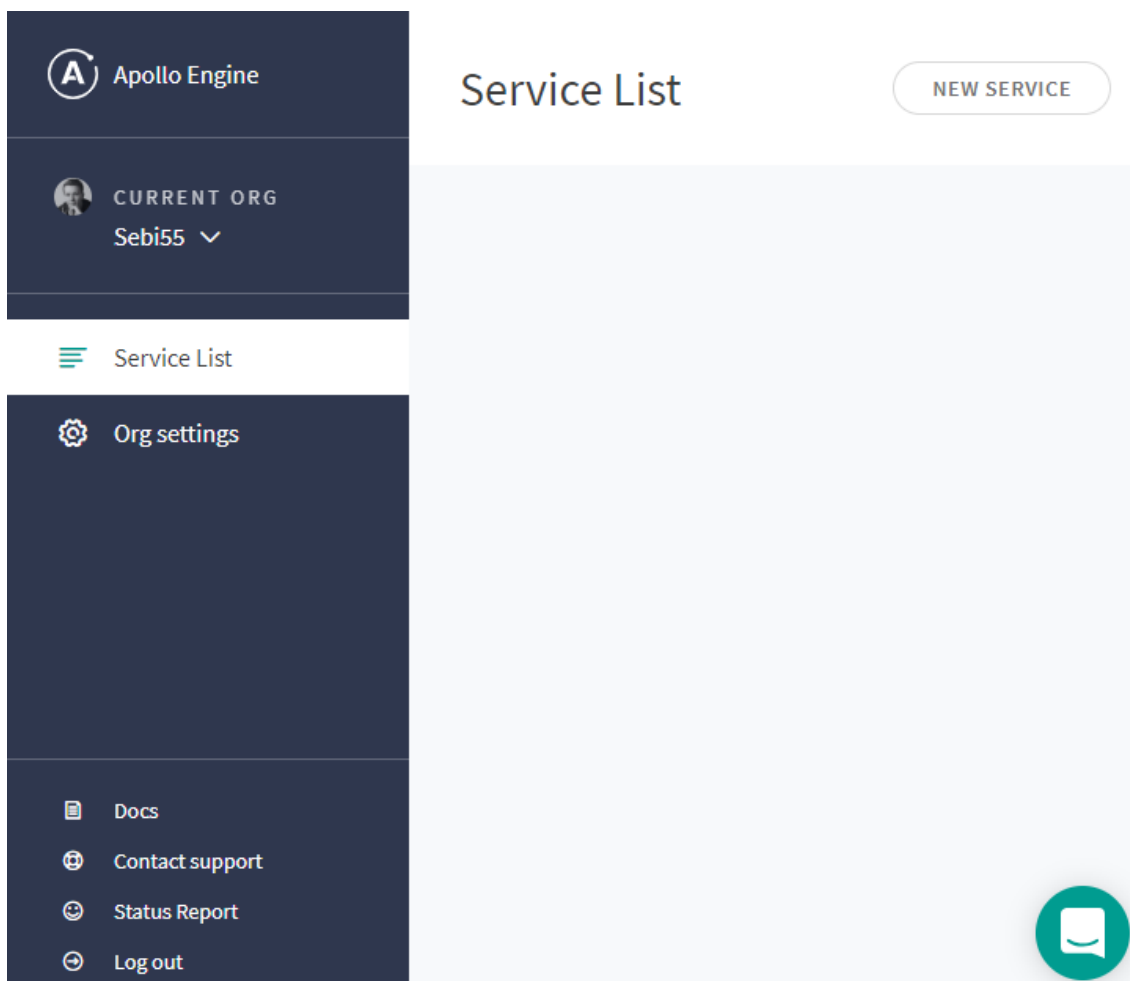 Apollo Engine
CURRENT ORG
Sebi55
Service List
Org settings
Docs
Contact support
Status Report
Log out
Service List
NEW SERVICE